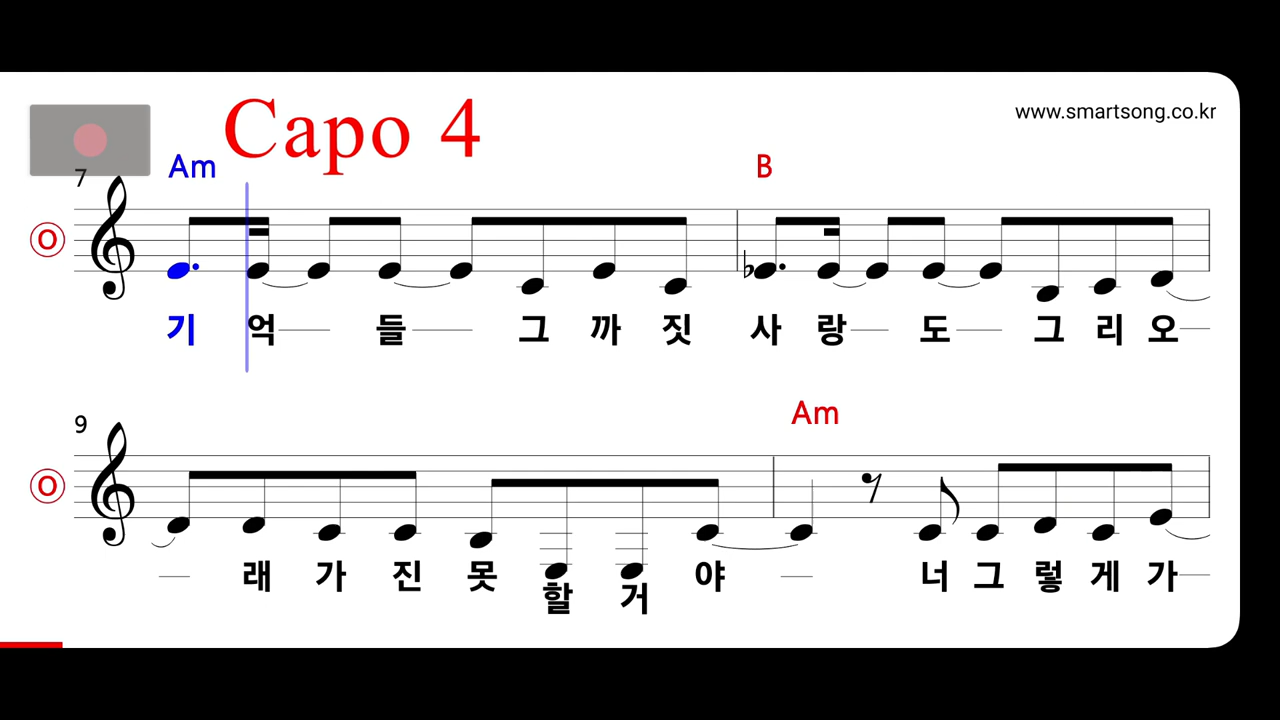 www.smartsong.co.kr
Capo 4
Am B
7
O
기 억 들 그 까 짓 사 랑 도 그 리 오
Am
9
O
래 가 진 못 할 거 야 너 그 렇 게 가